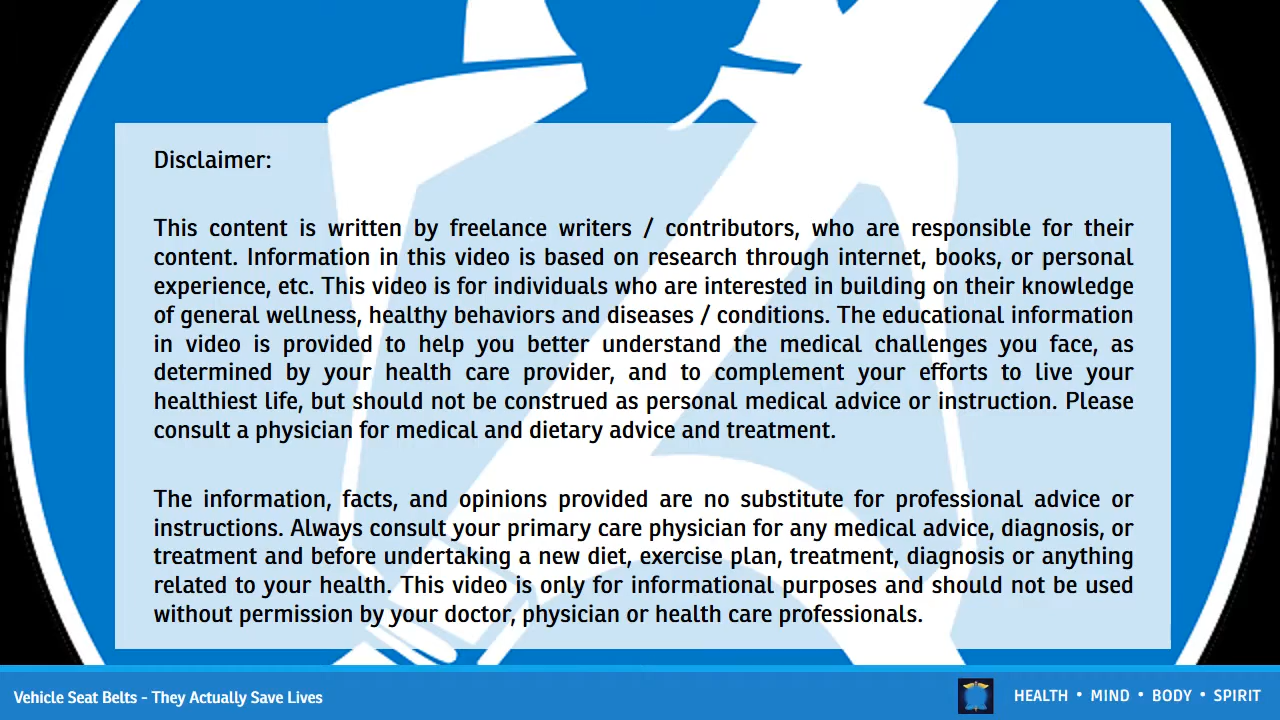 Disclaimer:
This content is written by freelance writers / contributors, who are responsible for their
content. Information in this video is based on research through internet, books, or personal
experience, etc. This video is for individuals who are interested in building on their knowledge
of general wellness, healthy behaviors and diseases / conditions. The educational information
in video is provided to help you better understand the medical challenges you face, as
determined by your health care provider, and to complement your efforts to live your
healthiest life, but should not be construed as personal medical advice or instruction. Please
consult a physician for medical and dietary advice and treatment.
The information, facts, and opinions provided are no substitute for professional advice or
instructions. Always consult your primary care physician for any medical advice, diagnosis, or
treatment and before undertaking a new diet, exercise plan, treatment, diagnosis or anything
related to your health. This video is only for informational purposes and should not be used
without permission by your doctor, physician or health care professionals.
Vehicle Seat Belts - They Actually Save Lives
HEALTH • MIND • BODY • SPIRIT